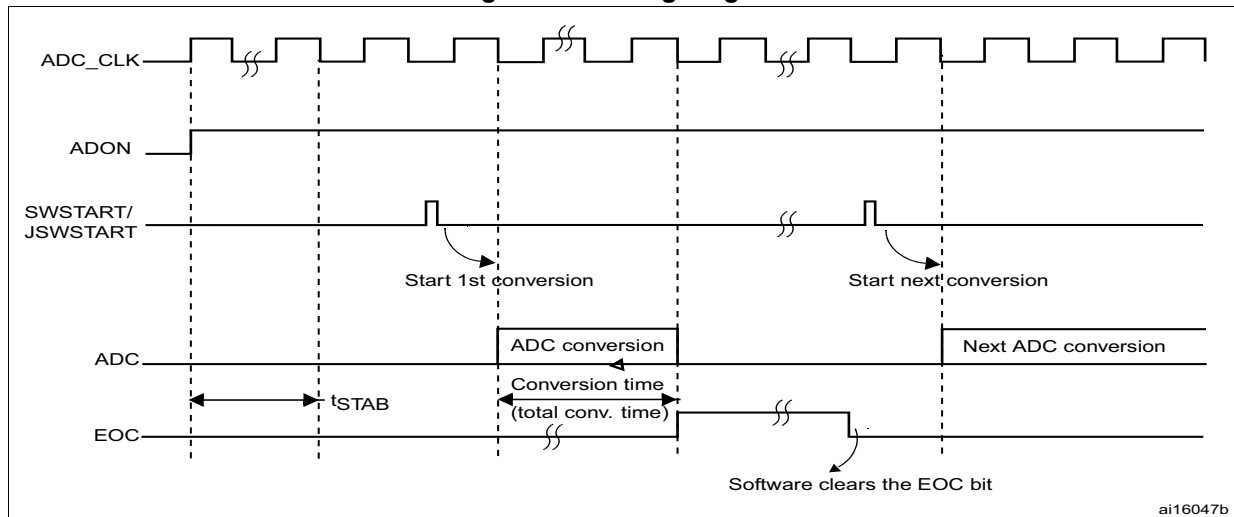 ADC_CLK
ADON
SWSTART/
JSWSTART
Start 1st conversion
Start next conversion
ADC
ADC conversion
Next ADC conversion
Conversion time
tSTAB
(total conv. time)
EOC
Software clears the EOC bit
ai16047b